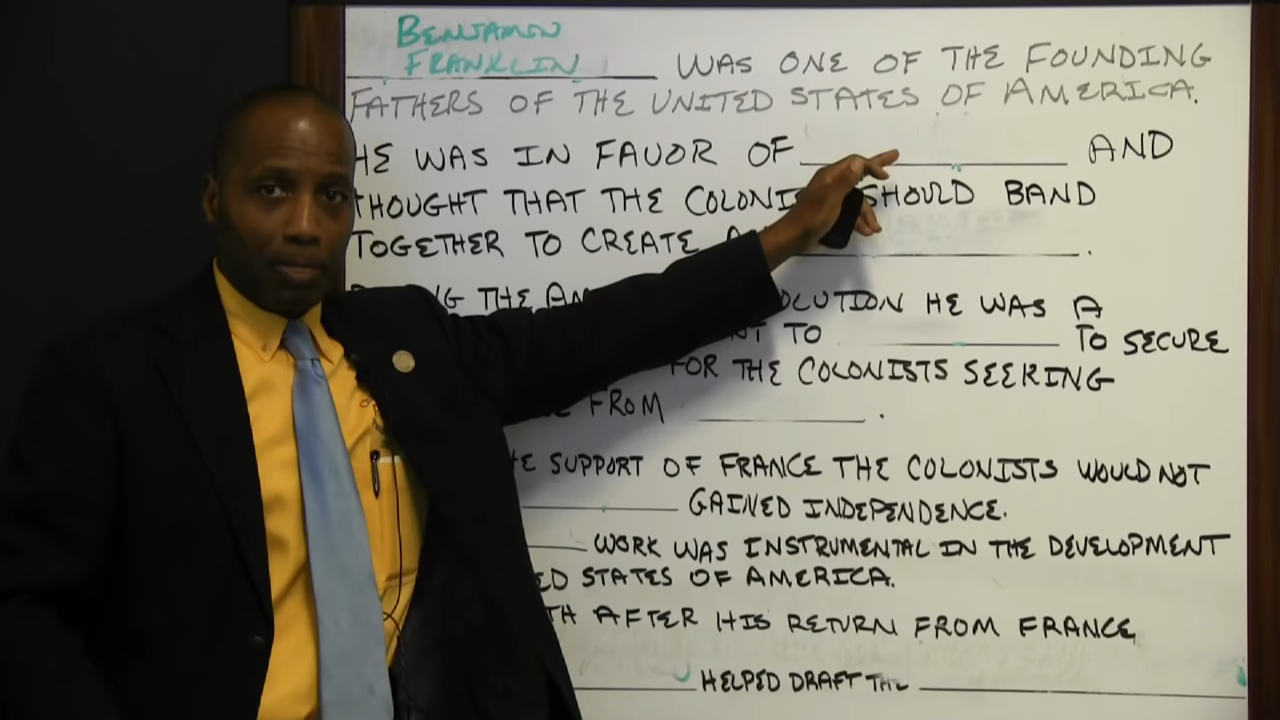 BENJAMIN
FRANKLIN WAS ONE OF THE FOUNDING
FATHERS OF THE UNITED STATES OF AMERICA.
HE WAS IN FAVOR OF AND
THOUGHT THAT THE SHOULD BAND
TOGETHER TO CREATE .
THE HE WAS A
TO TO SECURE
FOR THE COLONISTS SEEKING
FROM .
SUPPORT OF FRANCE THE COLONISTS WOULD NOT
GAINED INDEPENDENCE.
WORK WAS INSTRUMENTAL IN THE DEVELOPMENT
STATES OF AMERICA.
AFTER HIS RETURN FROM FRANCE
HELPED DRAFT THE